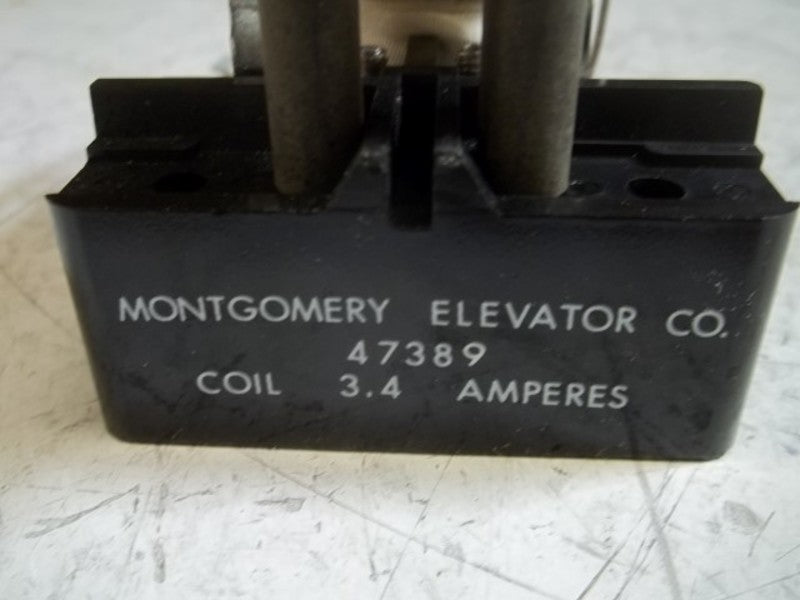 MONTGOMERY ELEVATOR CO.
47389
COIL 3.4 AMPERES